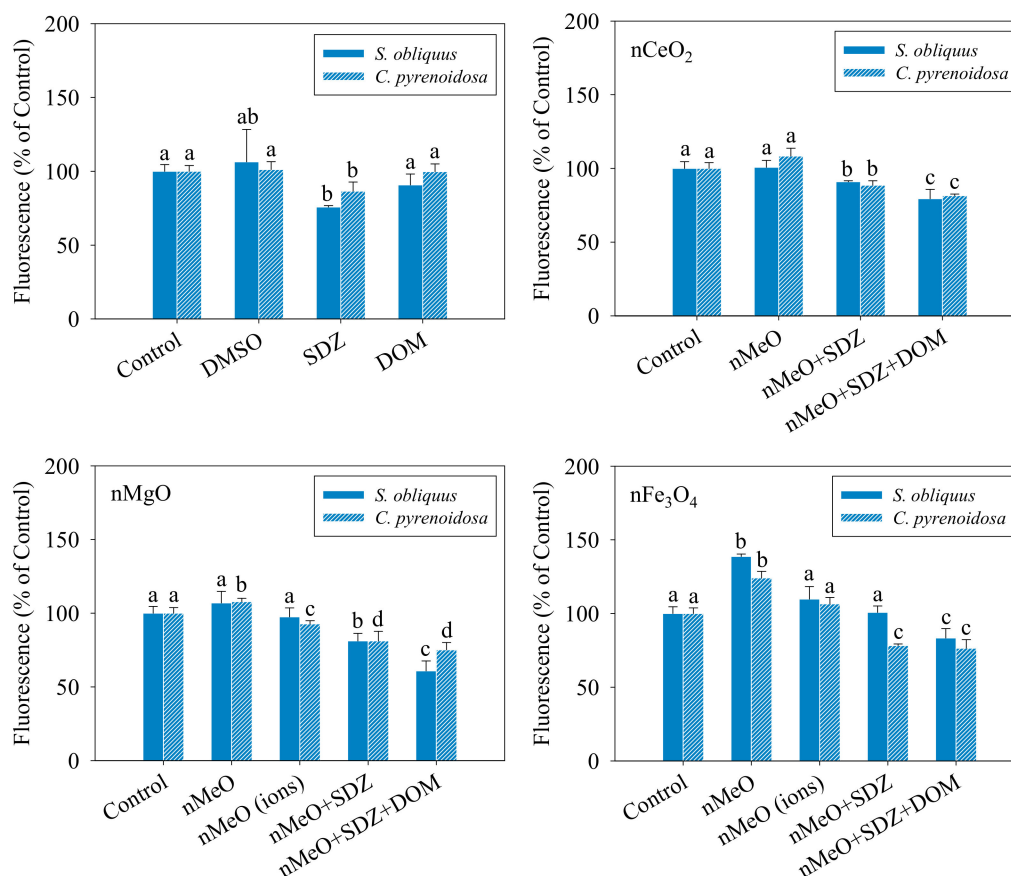 200
150
100
50
0
Fluorescence (% of Control)
S. obliquus
C. pyrenoidosa
a a
ab a
b b
a a
Control
DMSO
SDZ
DOM
200
150
100
50
0
Fluorescence (% of Control)
nCeO₂
S. obliquus
C. pyrenoidosa
a a
a a
b b
c c
Control
nMeO
nMeO+SDZ
nMeO+SDZ+DOM
200
150
100
50
0
Fluorescence (% of Control)
nMgO
S. obliquus
C. pyrenoidosa
a a
a b
a c
b d
c d
Control
nMeO
nMeO (ions)
nMeO+SDZ
nMeO+SDZ+DOM
200
150
100
50
0
Fluorescence (% of Control)
nFe₃O₄
S. obliquus
C. pyrenoidosa
a a
b b
a a
a c
c c
Control
nMeO
nMeO (ions)
nMeO+SDZ
nMeO+SDZ+DOM